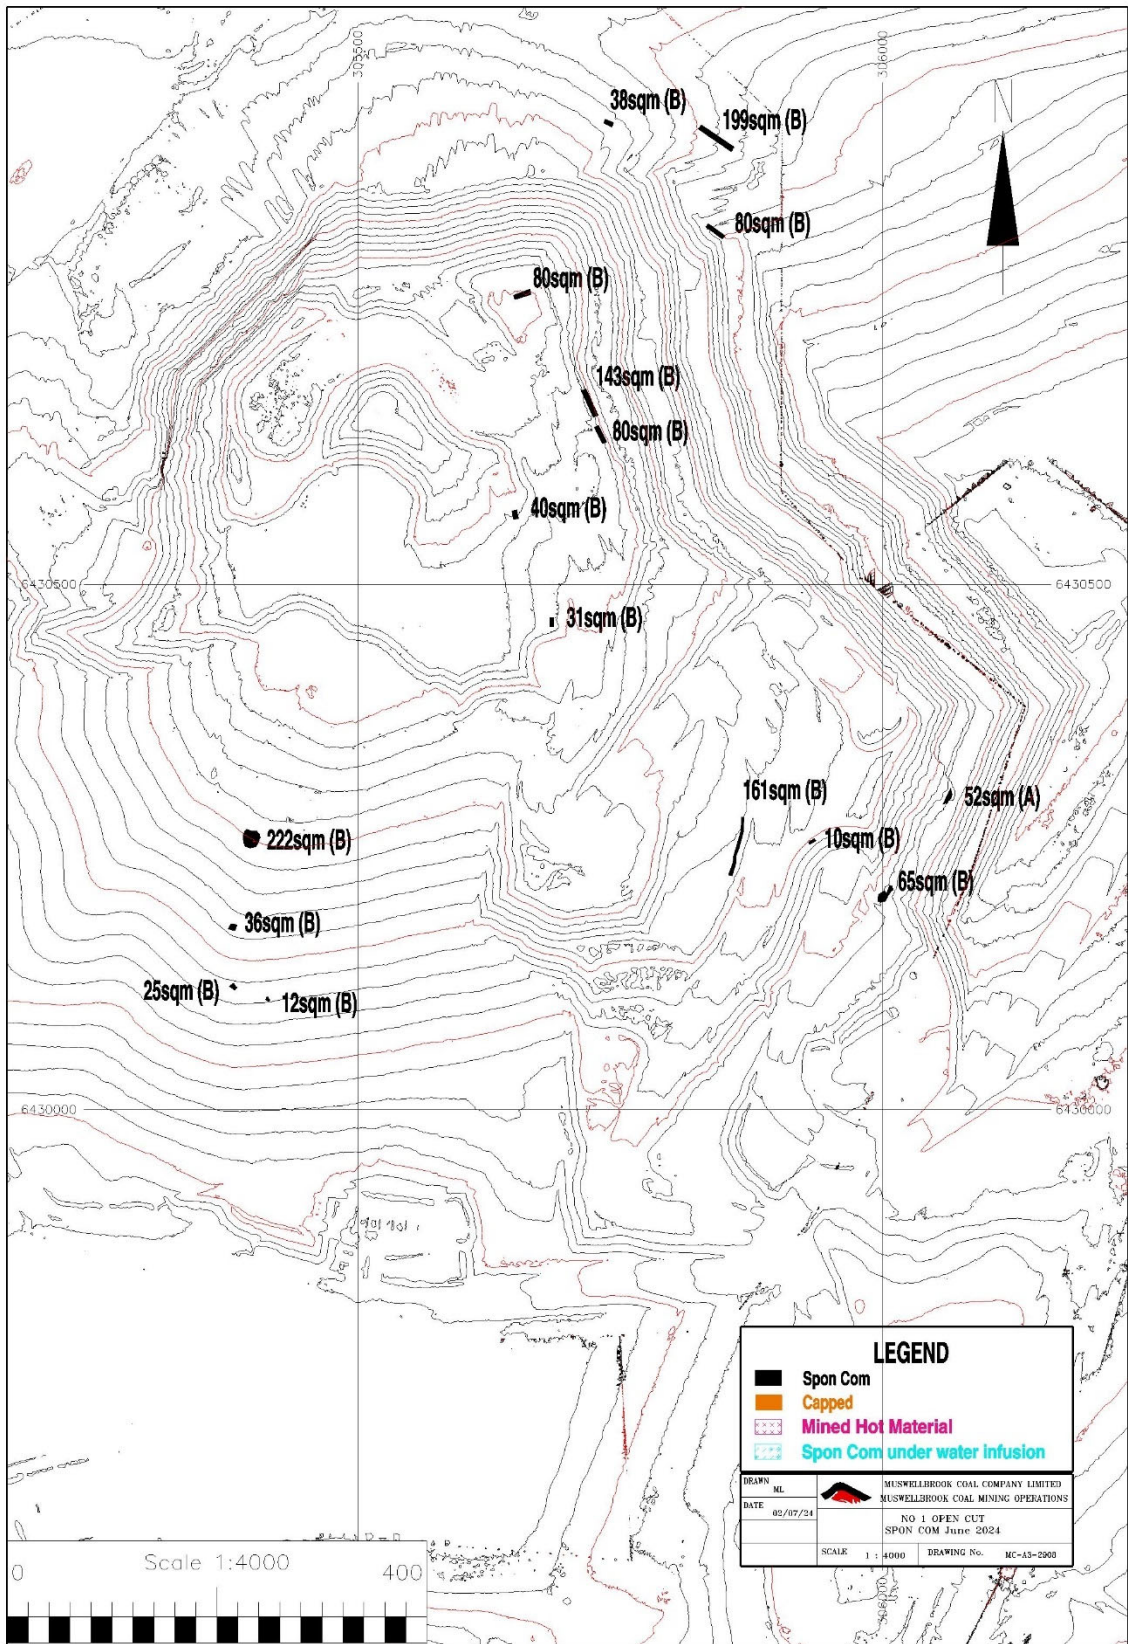 305500
306000
N
38sqm (B)
199sqm (B)
80sqm (B)
80sqm (B)
143sqm (B)
80sqm (B)
40sqm (B)
6430500
6430500
31sqm (B)
161sqm (B)
52sqm (A)
222sqm (B)
10sqm (B)
65sqm (B)
36sqm (B)
25sqm (B)
12sqm (B)
6430000
6430000
LEGEND
Spon Com
Capped
Mined Hot Material
Spon Com under water infusion
DRAWN
ML
DATE
02/07/24
MUSWELLBROOK COAL COMPANY LIMITED
MUSWELLBROOK COAL MINING OPERATIONS
NO 1 OPEN CUT
SPON COM June 2024
SCALE 1 : 4000 DRAWING No. MC-A3-2908
306000
0 Scale 1:4000 400